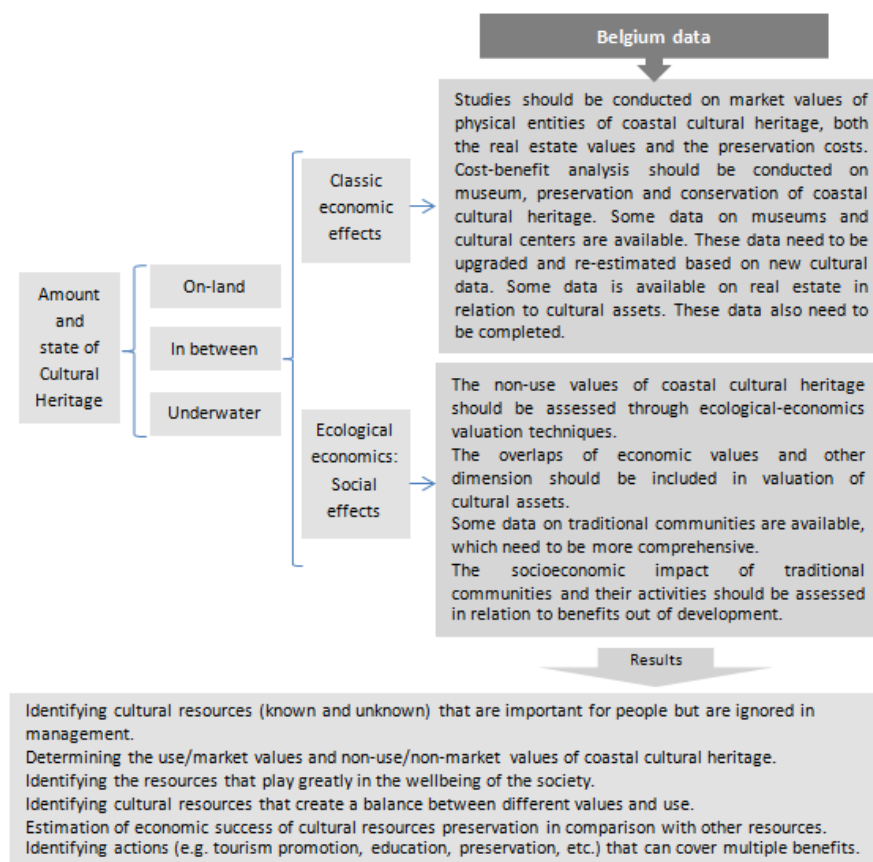 Belgium data
Studies should be conducted on market values of
physical entities of coastal cultural heritage, both
the real estate values and the preservation costs.
Cost-benefit analysis should be conducted on
museum, preservation and conservation of coastal
cultural heritage. Some data on museums and
cultural centers are available. These data need to be
upgraded and re-estimated based on new cultural
data. Some data is available on real estate in
relation to cultural assets. These data also need to
be completed.
Classic
economic
effects
Amount
and
state of
Cultural
Heritage
On-land
In between
Underwater
Ecological
economics:
Social
effects
The non-use values of coastal cultural heritage
should be assessed through ecological-economics
valuation techniques.
The overlaps of economic values and other
dimension should be included in valuation of
cultural assets.
Some data on traditional communities are available,
which need to be more comprehensive.
The socioeconomic impact of traditional
communities and their activities should be assessed
in relation to benefits out of development.
Results
Identifying cultural resources (known and unknown) that are important for people but are ignored in
management.
Determining the use/market values and non-use/non-market values of coastal cultural heritage.
Identifying the resources that play greatly in the wellbeing of the society.
Identifying cultural resources that create a balance between different values and use.
Estimation of economic success of cultural resources preservation in comparison with other resources.
Identifying actions (e.g. tourism promotion, education, preservation, etc.) that can cover multiple benefits.